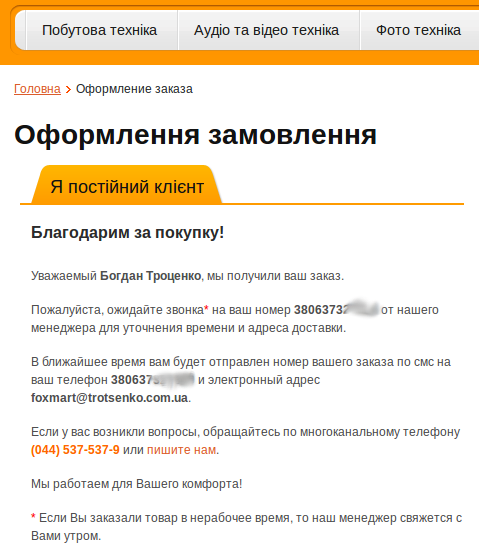 Побутова техніка Аудіо та відео техніка Фото техніка
Головна > Оформление заказа
Оформлення замовлення
Я постійний клієнт
Благодарим за покупку!
Уважаемый Богдан Троценко, мы получили ваш заказ.
Пожалуйста, ожидайте звонка* на ваш номер 38063732 от нашего
менеджера для уточнения времени и адреса доставки.
В ближайшее время вам будет отправлен номер вашего заказа по смс на
ваш телефон 380637 и электронный адрес
foxmart@trotsenko.com.ua.
Если у вас возникли вопросы, обращайтесь по многоканальному телефону
(044) 537-537-9 или пишите нам.
Мы работаем для Вашего комфорта!
* Если Вы заказали товар в нерабочее время, то наш менеджер свяжется с
Вами утром.